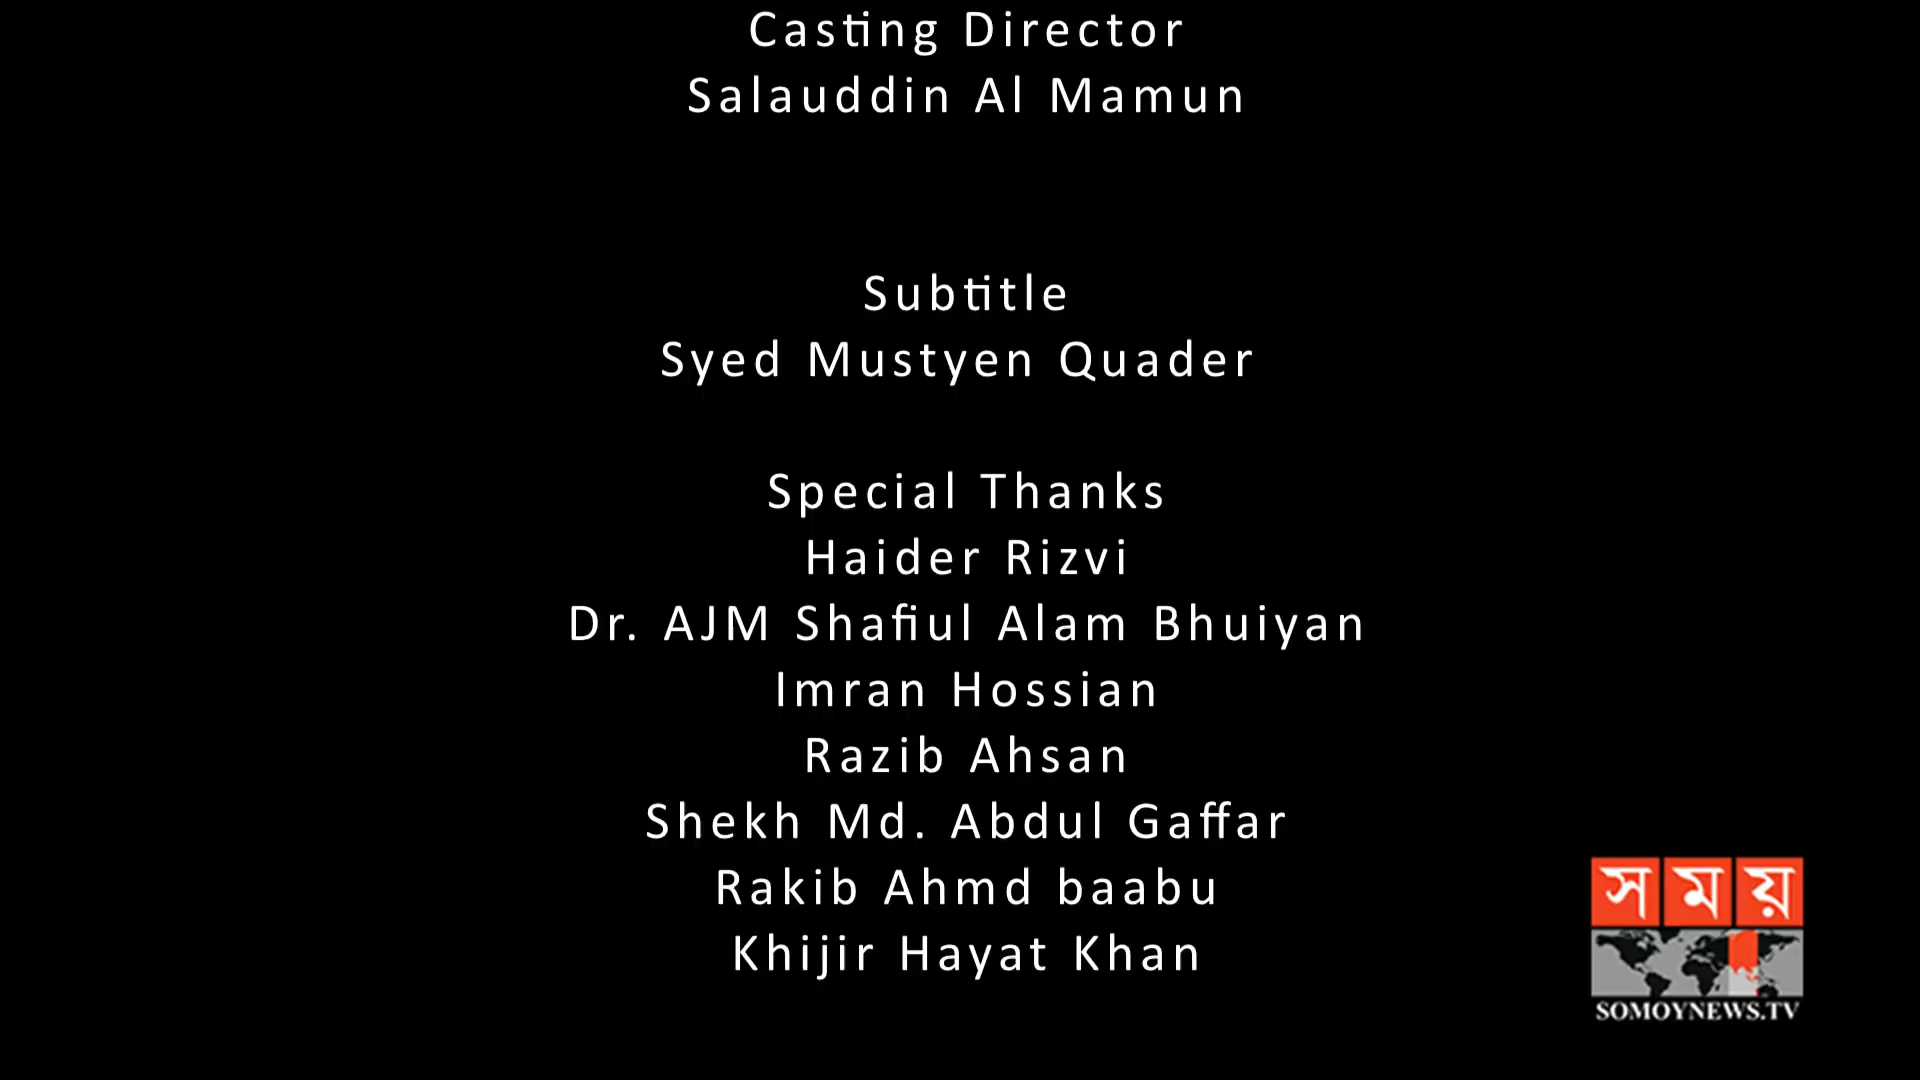 Casting Director
Salauddin Al Mamun
Subtitle
Syed Mustyen Quader
Special Thanks
Haider Rizvi
Dr. AJM Shafiul Alam Bhuiyan
Imran Hossian
Razib Ahsan
Shekh Md. Abdul Gaffar
Rakib Ahmd baabu
Khijir Hayat Khan
সময়
SOMOYNEWS.TV